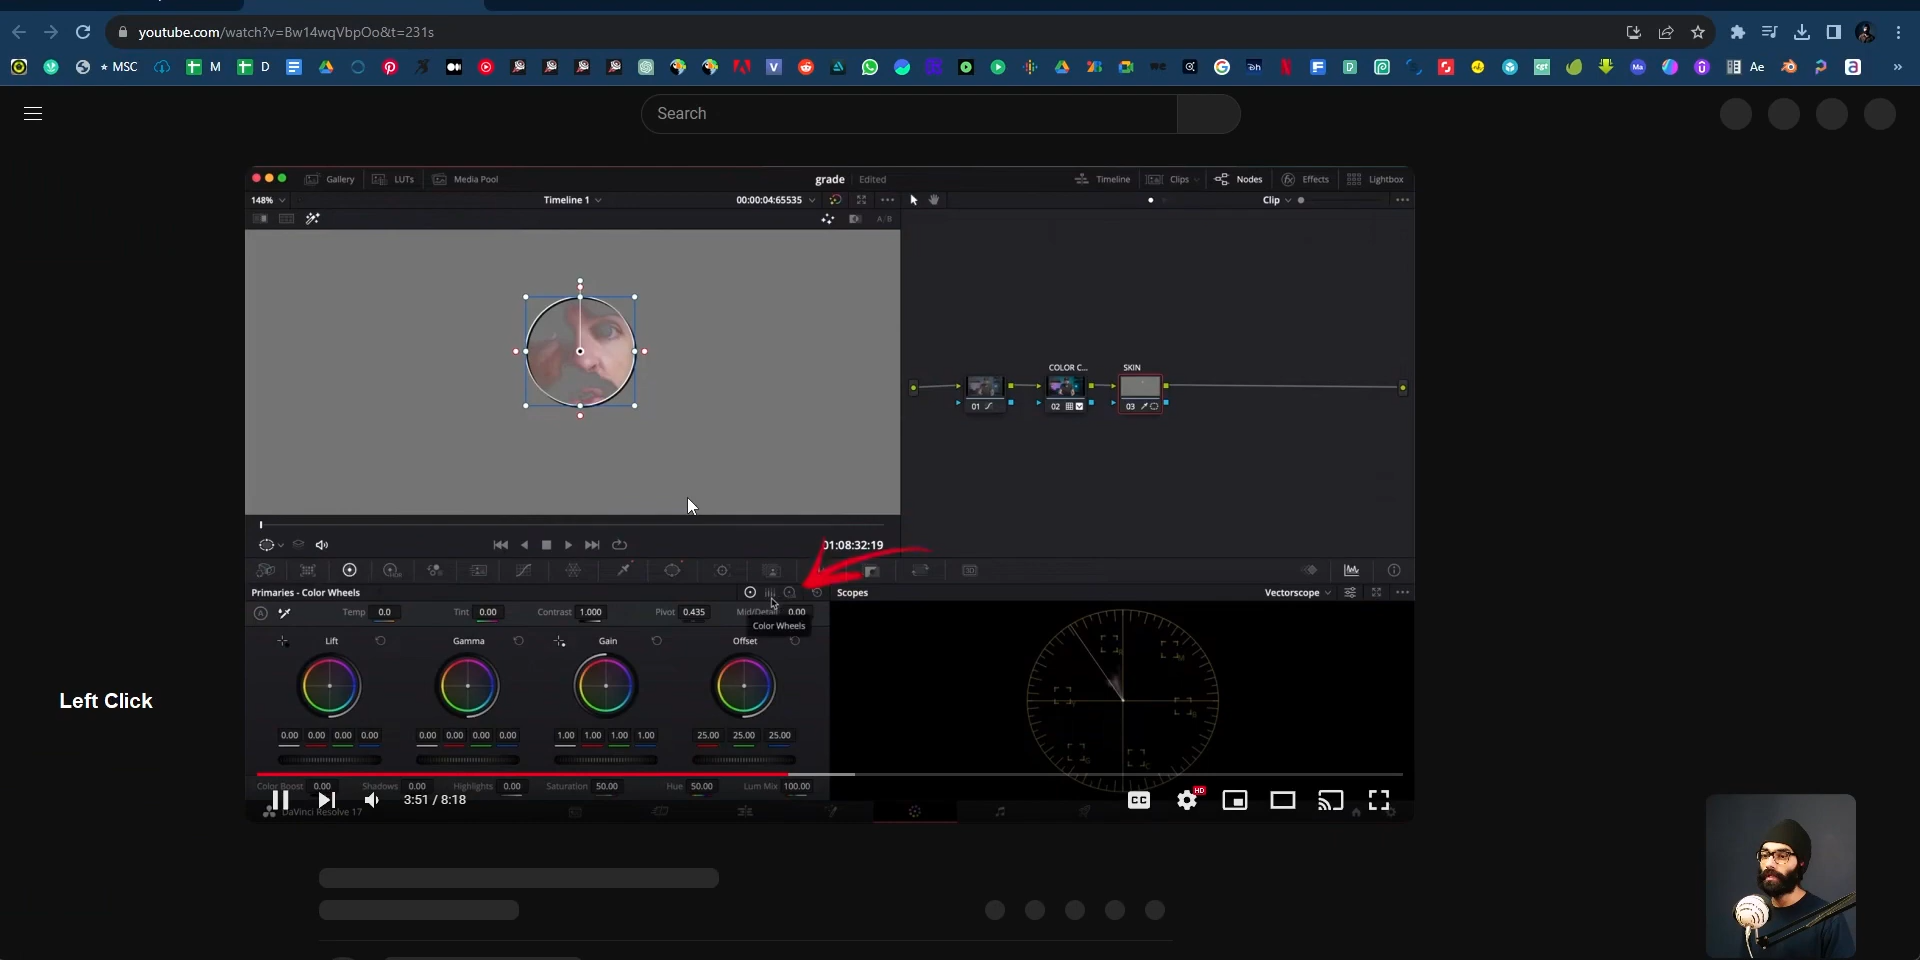 youtube.com/watch?v=Bw14wqVbpOo&t=231s
MSC M D Ae
Search
Gallery LUTs Media Pool grade Edited Timeline Clips Nodes Effects Lightbox
148% Timeline 1 00:00:04:65535 Clip
A/B
COLOR C... SKIN
01 02 03
01:08:32:19
3D
Primaries - Color Wheels Scopes Vectorscope
Temp 0.0 Tint 0.00 Contrast 1.000 Pivot 0.435 Mid/Detail 0.00
Color Wheels
Lift Gamma Gain Offset
0.00 0.00 0.00 0.00 0.00 0.00 0.00 0.00 1.00 1.00 1.00 1.00 25.00 25.00 25.00
Color Boost 0.00 Shadows 0.00 Highlights 0.00 Saturation 50.00 Hue 50.00 Lum Mix 100.00
3:51 / 8:18 CC HD
DaVinci Resolve 17
Left Click